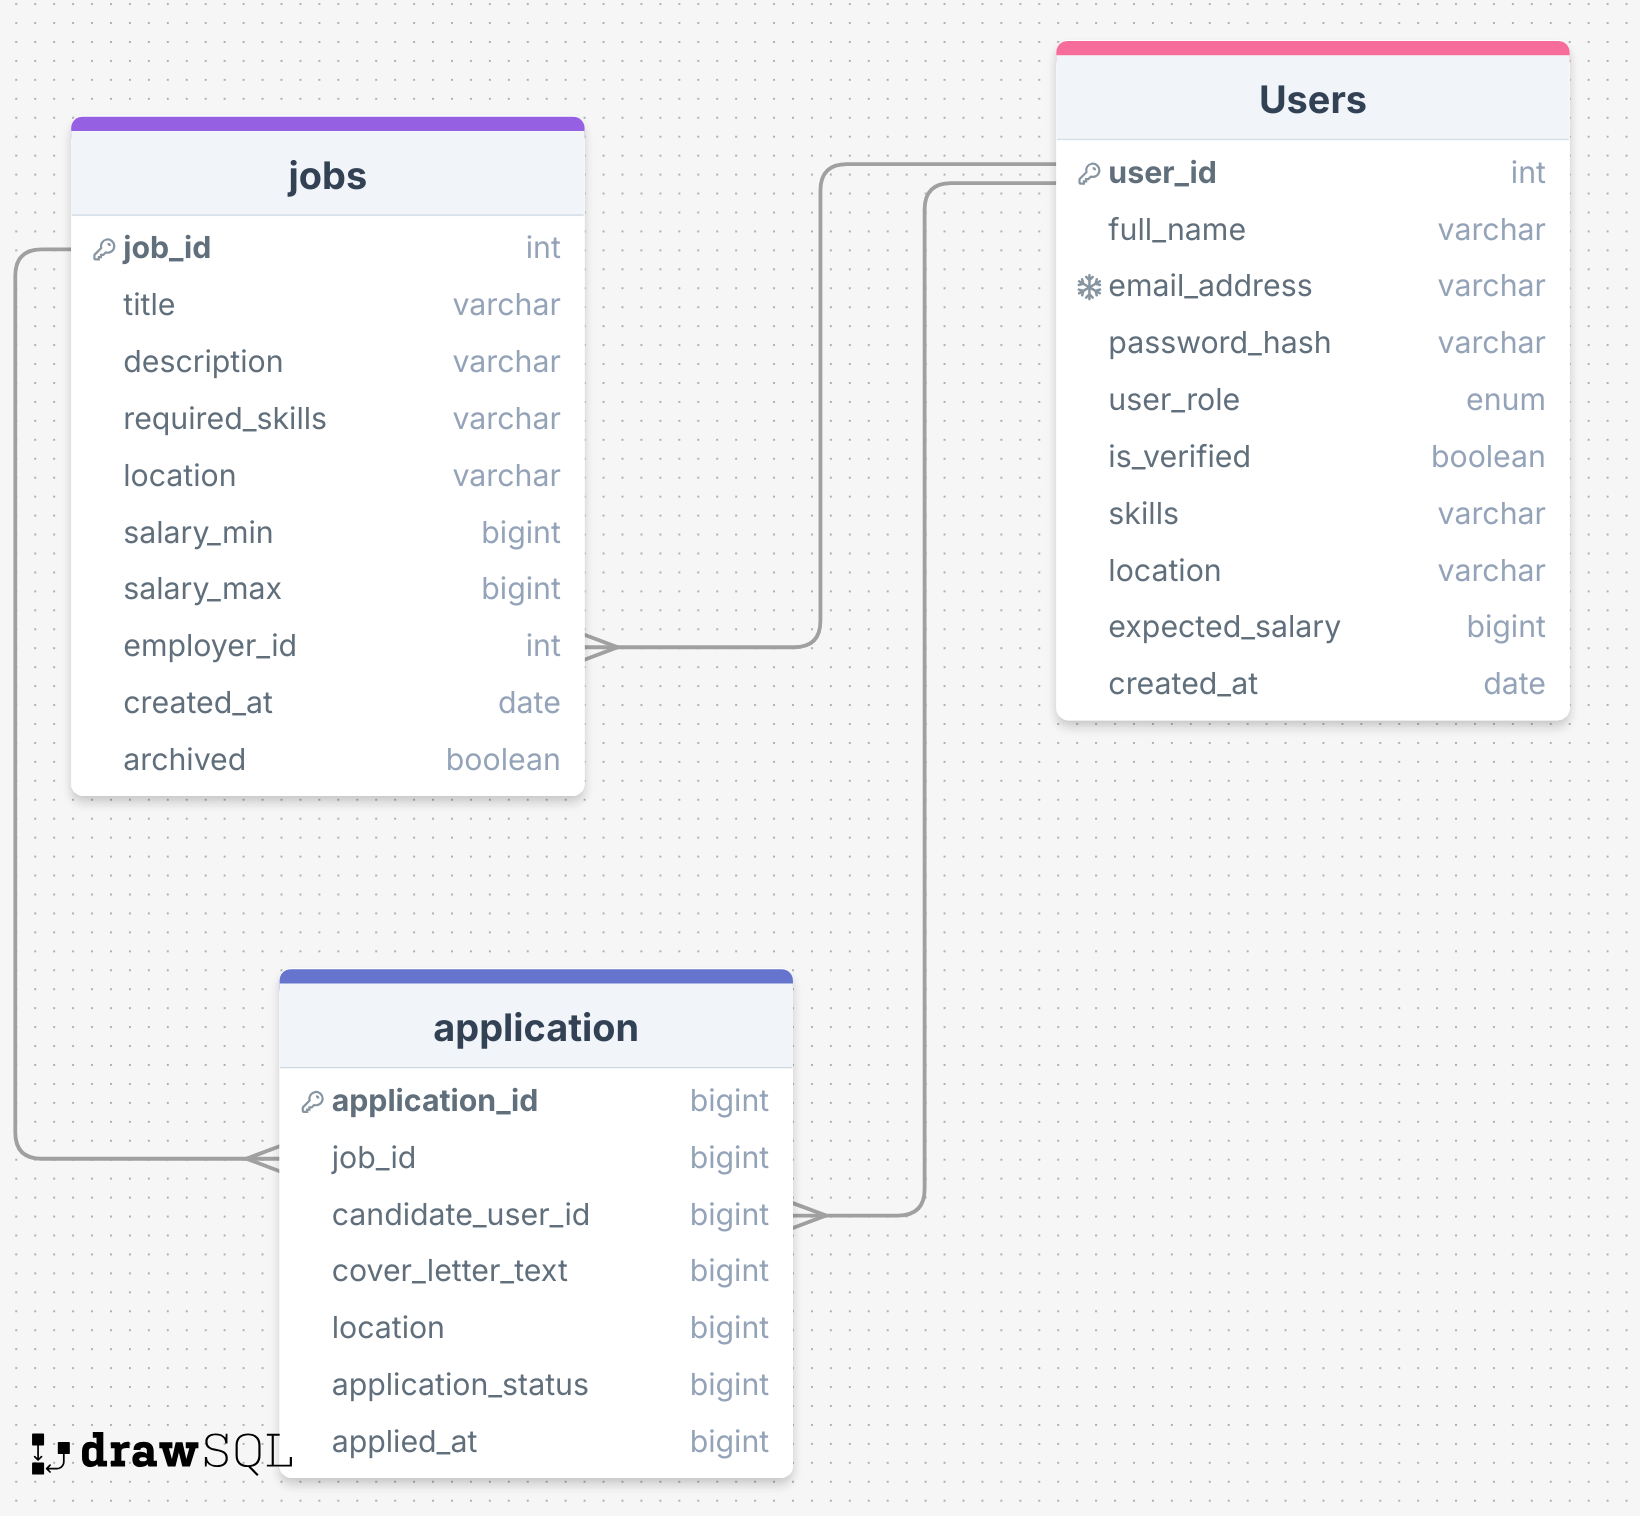 jobs
job_id int
title varchar
description varchar
required_skills varchar
location varchar
salary_min bigint
salary_max bigint
employer_id int
created_at date
archived boolean
Users
user_id int
full_name varchar
email_address varchar
password_hash varchar
user_role enum
is_verified boolean
skills varchar
location varchar
expected_salary bigint
created_at date
application
application_id bigint
job_id bigint
candidate_user_id bigint
cover_letter_text bigint
location bigint
application_status bigint
applied_at bigint
drawSQL